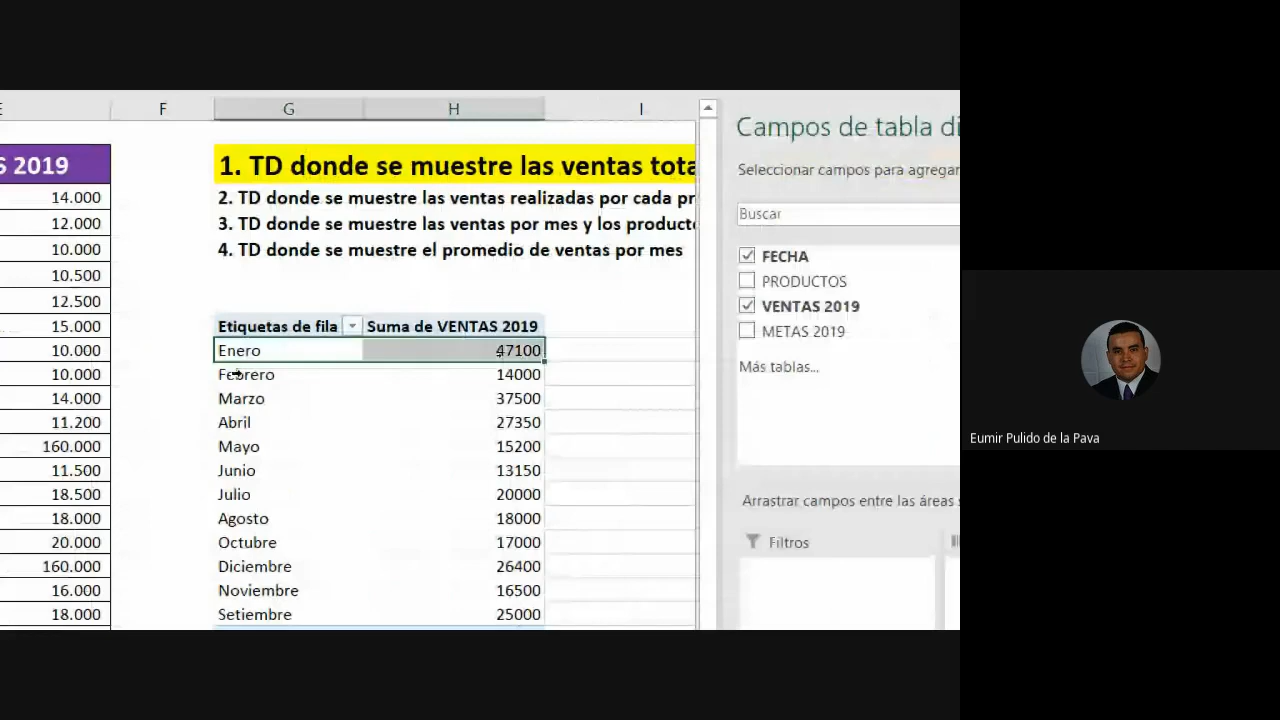 E F G H I
S 2019
14.000
12.000
10.000
10.500
12.500
15.000
10.000
10.000
14.000
11.200
160.000
11.500
18.500
18.000
20.000
160.000
16.000
18.000
1. TD donde se muestre las ventas tota
2. TD donde se muestre las ventas realizadas por cada pr
3. TD donde se muestre las ventas por mes y los producto
4. TD donde se muestre el promedio de ventas por mes
Etiquetas de fila Suma de VENTAS 2019
Enero 47100
Febrero 14000
Marzo 37500
Abril 27350
Mayo 15200
Junio 13150
Julio 20000
Agosto 18000
Octubre 17000
Diciembre 26400
Noviembre 16500
Setiembre 25000
Campos de tabla di
Seleccionar campos para agregar
Buscar
FECHA
PRODUCTOS
VENTAS 2019
METAS 2019
Más tablas...
Arrastrar campos entre las áreas
Filtros
Eumir Pulido de la Pava